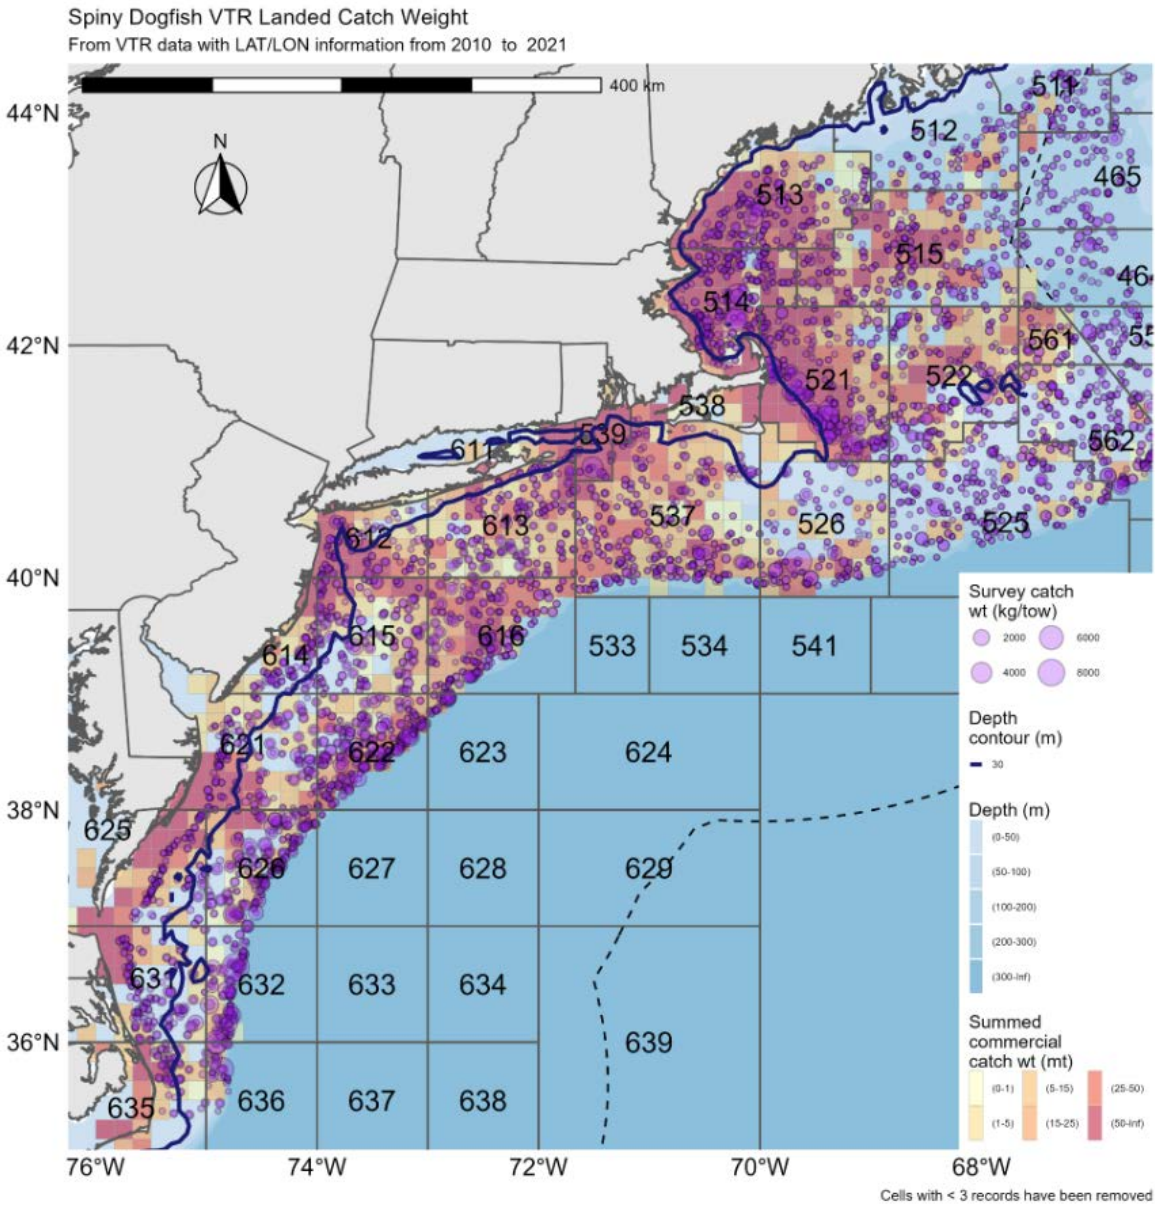 Spiny Dogfish VTR Landed Catch Weight
From VTR data with LAT/LON information from 2010 to 2021
400 km
N
44°N
42°N
40°N
38°N
36°N
511
512
465
513
515
46
514
561
55
521
522
538
539
611
562
612
613
537
526
525
615
616
614
533
534
541
621
622
623
624
625
626
627
628
629
631
632
633
634
639
635
636
637
638
76°W
74°W
72°W
70°W
68°W
Survey catch
wt (kg/tow)
2000
6000
4000
8000
Depth
contour (m)
30
Depth (m)
(0-50)
(50-100)
(100-200)
(200-300)
(300-Inf)
Summed
commercial
catch wt (mt)
(0-1)
(5-15)
(25-50)
(1-5)
(15-25)
(50-Inf)
Cells with < 3 records have been removed